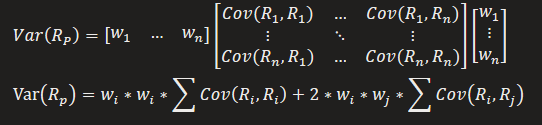 Var(R_P) = [w_1 … w_n] [Cov(R_1, R_1) … Cov(R_1, R_n) ⋮ ⋱ ⋮ Cov(R_n, R_1) … Cov(R_n, R_n)] [w_1 ⋮ w_n]
Var(R_p) = w_i * w_i * ∑ Cov(R_i, R_i) + 2 * w_i * w_j * ∑ Cov(R_i, R_j)